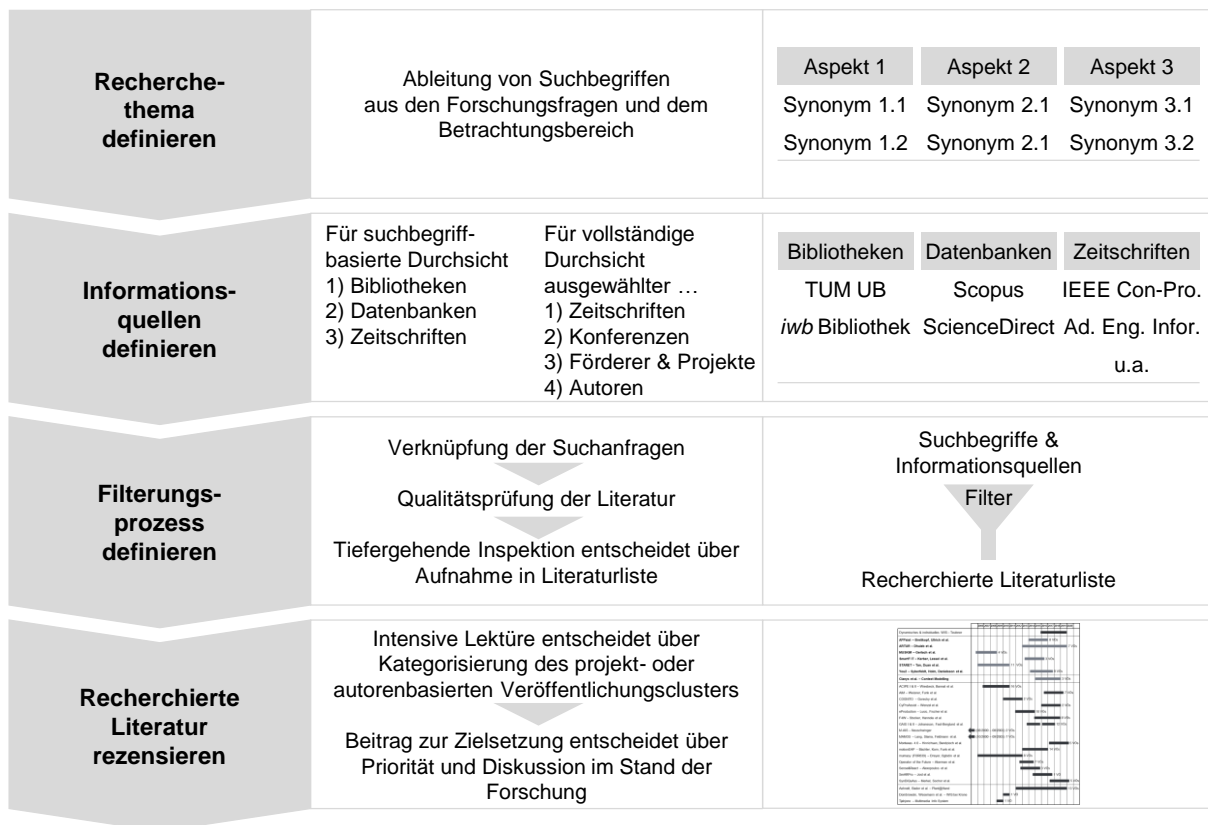 Recherche-
thema
definieren
Ableitung von Suchbegriffen
aus den Forschungsfragen und dem
Betrachtungsbereich
Aspekt 1 Aspekt 2 Aspekt 3
Synonym 1.1 Synonym 2.1 Synonym 3.1
Synonym 1.2 Synonym 2.1 Synonym 3.2
Informations-
quellen
definieren
Für suchbegriff-
basierte Durchsicht
1) Bibliotheken
2) Datenbanken
3) Zeitschriften
Für vollständige
Durchsicht
ausgewählter …
1) Zeitschriften
2) Konferenzen
3) Förderer & Projekte
4) Autoren
Bibliotheken Datenbanken Zeitschriften
TUM UB Scopus IEEE Con-Pro.
iwb Bibliothek ScienceDirect Ad. Eng. Infor.
u.a.
Filterungs-
prozess
definieren
Verknüpfung der Suchanfragen
Qualitätsprüfung der Literatur
Tiefergehende Inspektion entscheidet über
Aufnahme in Literaturliste
Suchbegriffe &
Informationsquellen
Filter
Recherchierte Literaturliste
Recherchierte
Literatur
rezensieren
Intensive Lektüre entscheidet über
Kategorisierung des projekt- oder
autorenbasierten Veröffentlichungsclusters
Beitrag zur Zielsetzung entscheidet über
Priorität und Diskussion im Stand der
Forschung